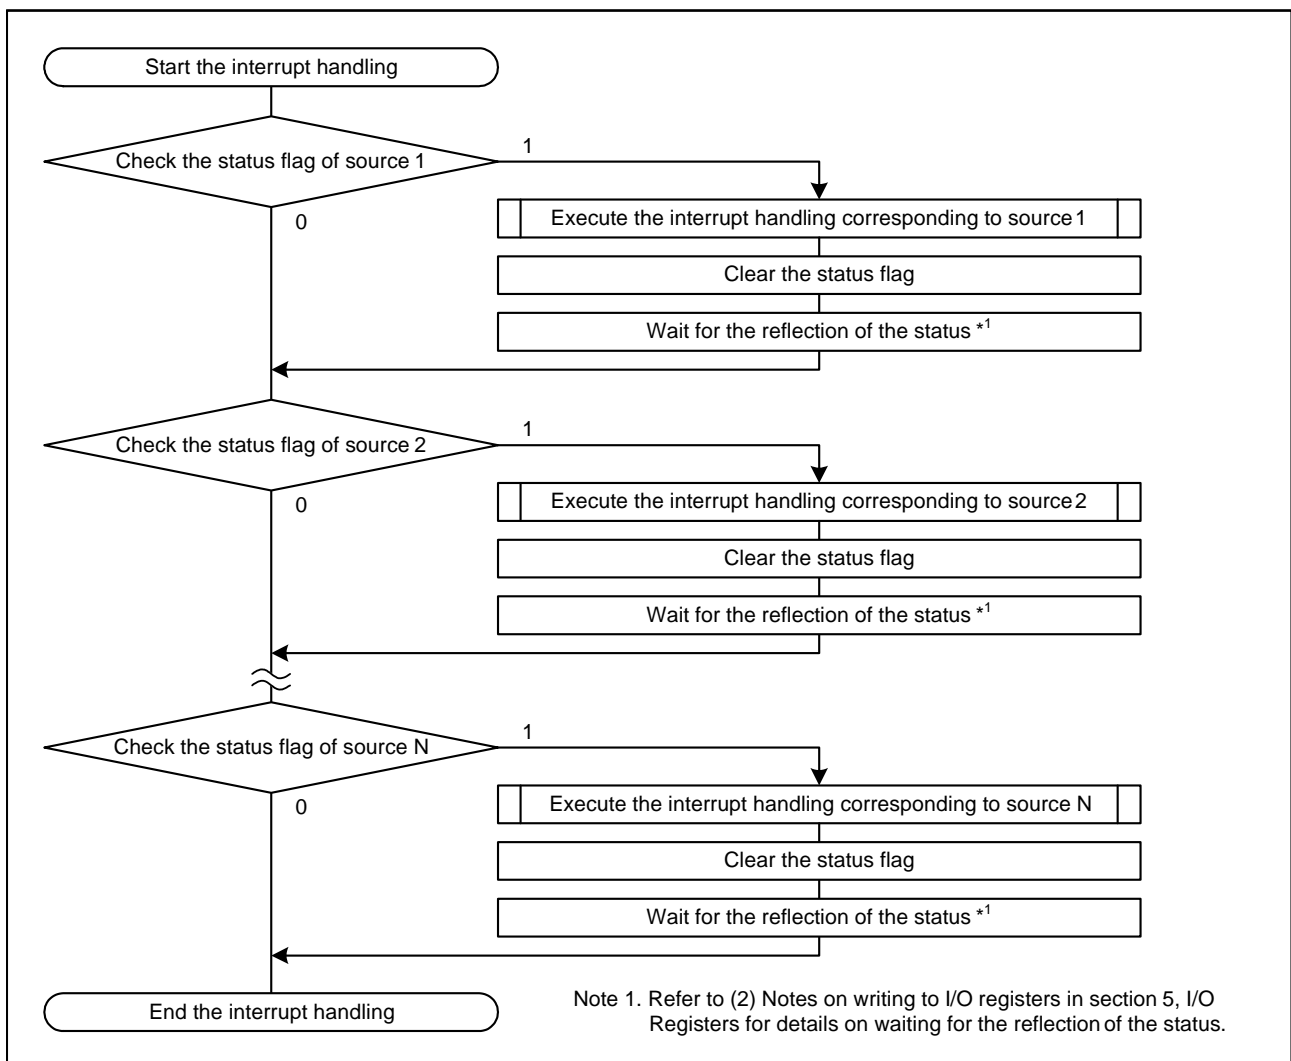 Start the interrupt handling
Check the status flag of source 1
1
0
Execute the interrupt handling corresponding to source 1
Clear the status flag
Wait for the reflection of the status *1
Check the status flag of source 2
1
0
Execute the interrupt handling corresponding to source 2
Clear the status flag
Wait for the reflection of the status *1
Check the status flag of source N
1
0
Execute the interrupt handling corresponding to source N
Clear the status flag
Wait for the reflection of the status *1
End the interrupt handling
Note 1. Refer to (2) Notes on writing to I/O registers in section 5, I/O
Registers for details on waiting for the reflection of the status.